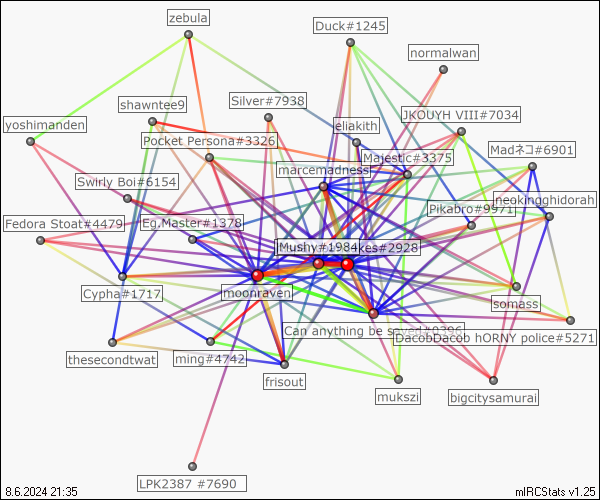 zebula
Duck#1245
normalwan
Silver#7938
shawntee9
JKOUYH VIII#7034
yoshimanden
eliakith
Pocket Persona#3326
Madネコ#6901
Majestic#3375
marcemadness
Swirly Boi#6154
neokingghidorah
Pikabro#9971
Fedora Stoat#4479
Eg.Master#1378
Mushy#1984
kes#2928
Cypha#1717
moonraven
somass
Can anything be saved#0396
DacobDacob hORNY police#5271
thesecondtwat
ming#4742
frisout
mukszi
bigcitysamurai
LPK2387 #7690
8.6.2024 21:35
mIRCStats v1.25